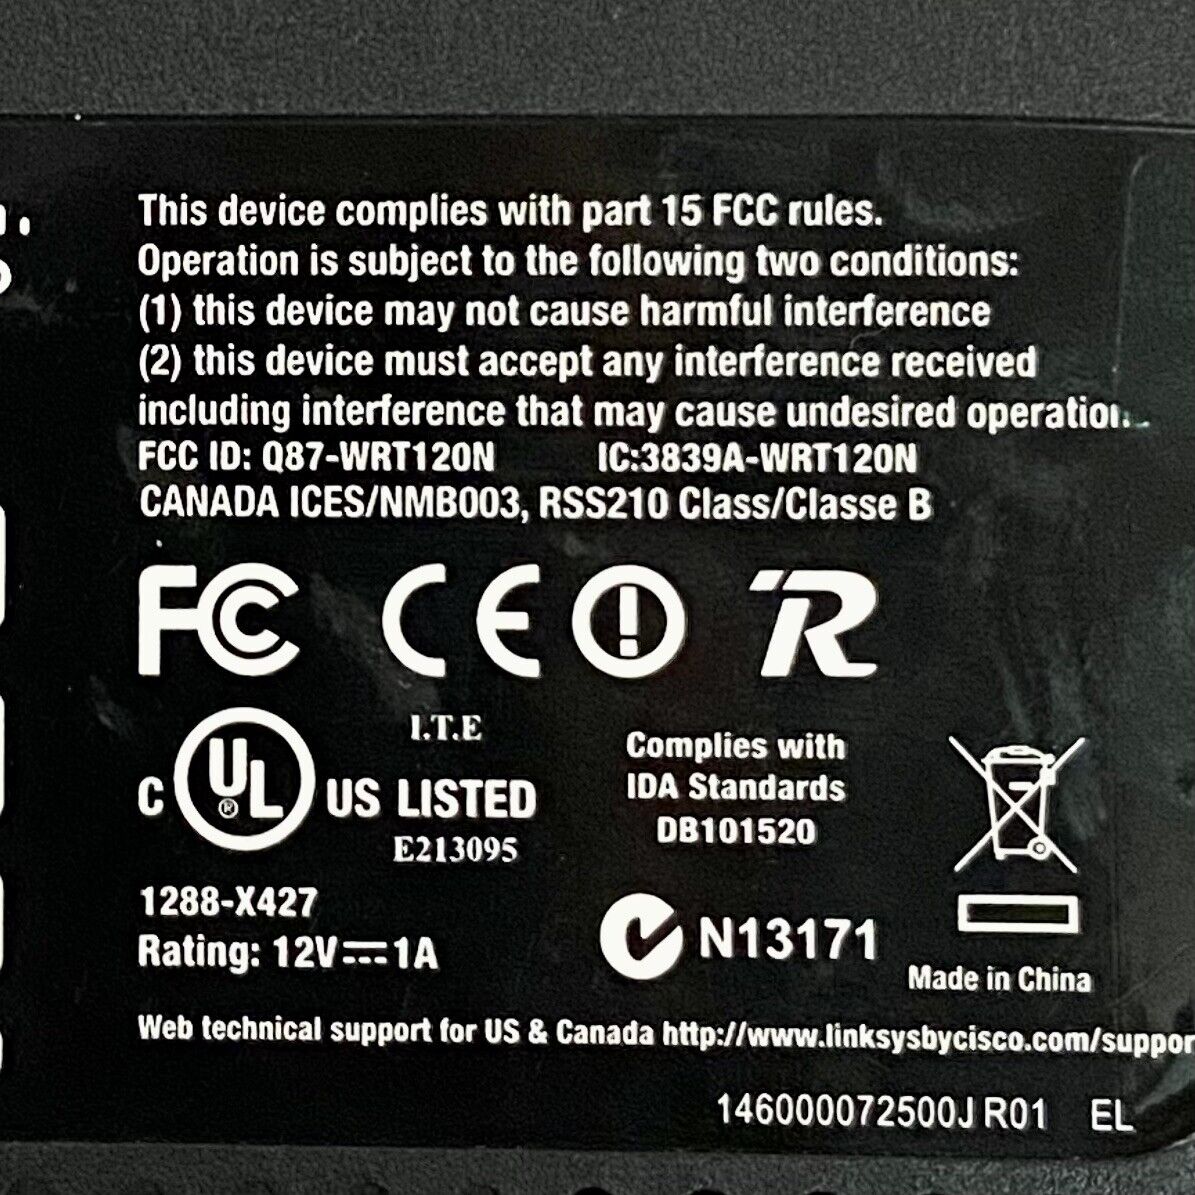 This device complies with part 15 FCC rules.
Operation is subject to the following two conditions:
(1) this device may not cause harmful interference
(2) this device must accept any interference received
including interference that may cause undesired operation.
FCC ID: Q87-WRT120N IC:3839A-WRT120N
CANADA ICES/NMB003, RSS210 Class/Classe B
FC CE R
I.T.E
C UL ® US LISTED
E213095
Complies with
IDA Standards
DB101520
1288-X427
Rating: 12V⎓1A
N13171
Made in China
Web technical support for US & Canada http://www.linksysbycisco.com/suppor
146000072500J R01 EL